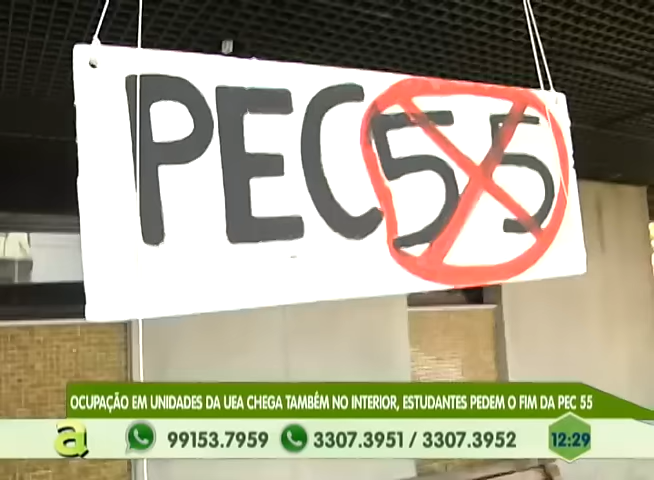 PEC 55
OCUPAÇÃO EM UNIDADES DA UEA CHEGA TAMBÉM NO INTERIOR, ESTUDANTES PEDEM O FIM DA PEC 55
a 99153.7959 3307.3951 / 3307.3952 12:29